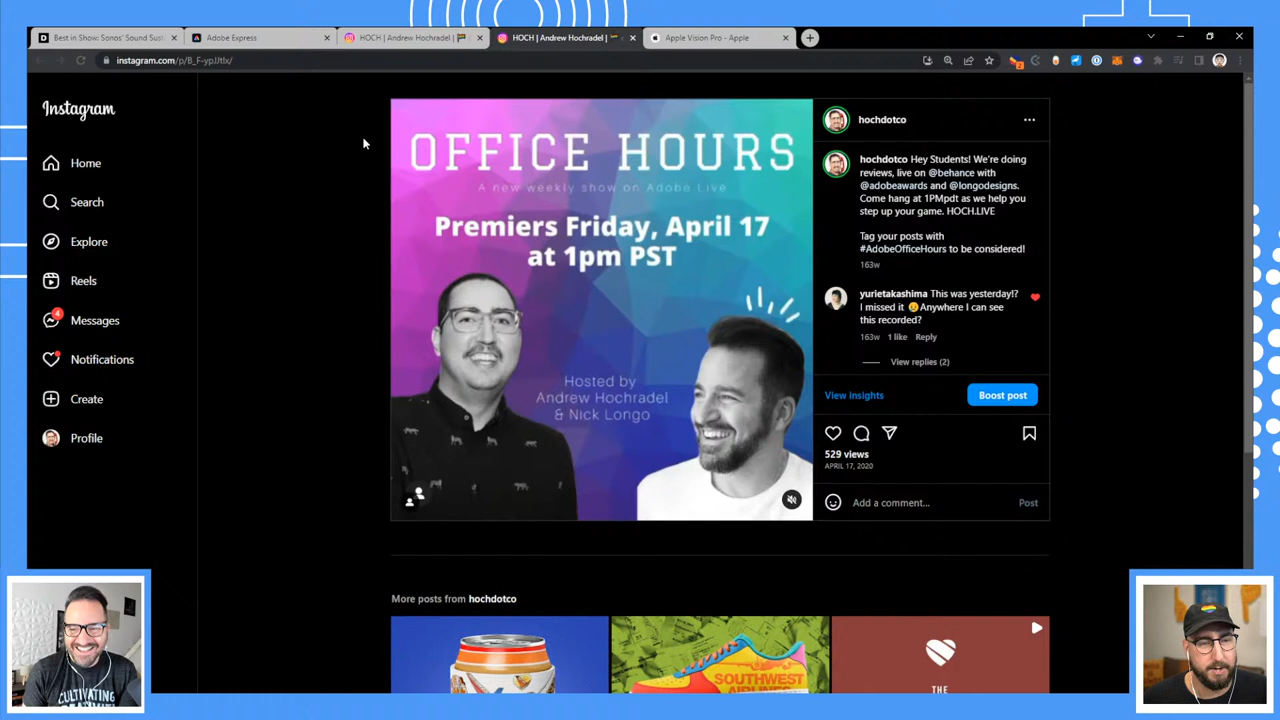 Best in Show: Sonos' Sound Sust
Adobe Express
HOCH | Andrew Hochradel |
HOCH | Andrew Hochradel |
Apple Vision Pro - Apple
instagram.com/p/B_F-ypJJtlx/
Instagram
Home
Search
Explore
Reels
4
Messages
Notifications
Create
Profile
OFFICE HOURS
A new weekly show on Adobe Live
Premiers Friday, April 17
at 1pm PST
Hosted by
Andrew Hochradel
& Nick Longo
hochdotco
hochdotco Hey Students! We're doing
reviews, live on @behance with
@adobeawards and @longodesigns.
Come hang at 1PMpdt as we help you
step up your game. HOCH.LIVE
Tag your posts with
#AdobeOfficeHours to be considered!
163w
yurietakashima This was yesterday!?
I missed it 😢Anywhere I can see
this recorded?
163w 1 like Reply
View replies (2)
View insights
Boost post
529 views
APRIL 17, 2020
Add a comment...
Post
More posts from hochdotco
SOUTHWEST
AIRLINES
THE
CULTIVATING